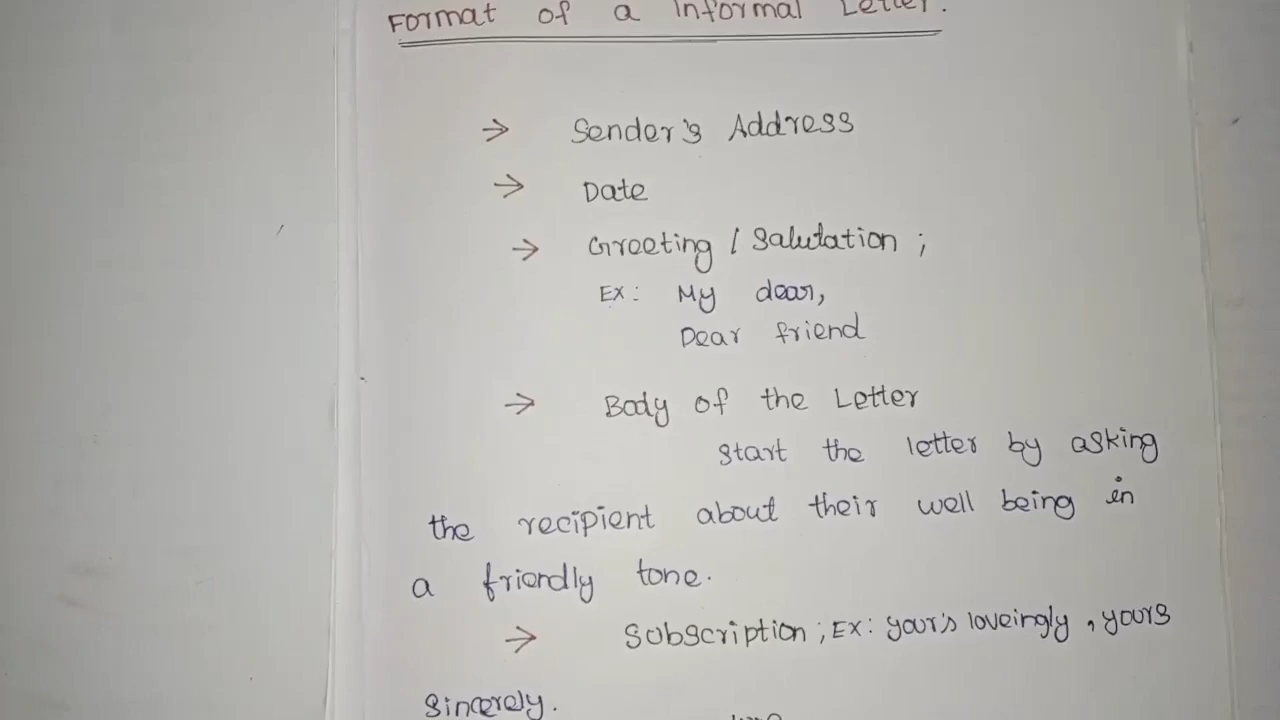 Format of a Informal Letter.
→ Sender's Address
→ Date
→ Greeting / Salutation ;
Ex : My dear,
Dear friend
→ Body of the Letter
Start the letter by asking
the recipient about their well being in
a friendly tone.
→ Subscription ; Ex : your's loveingly , yours
sincerely.